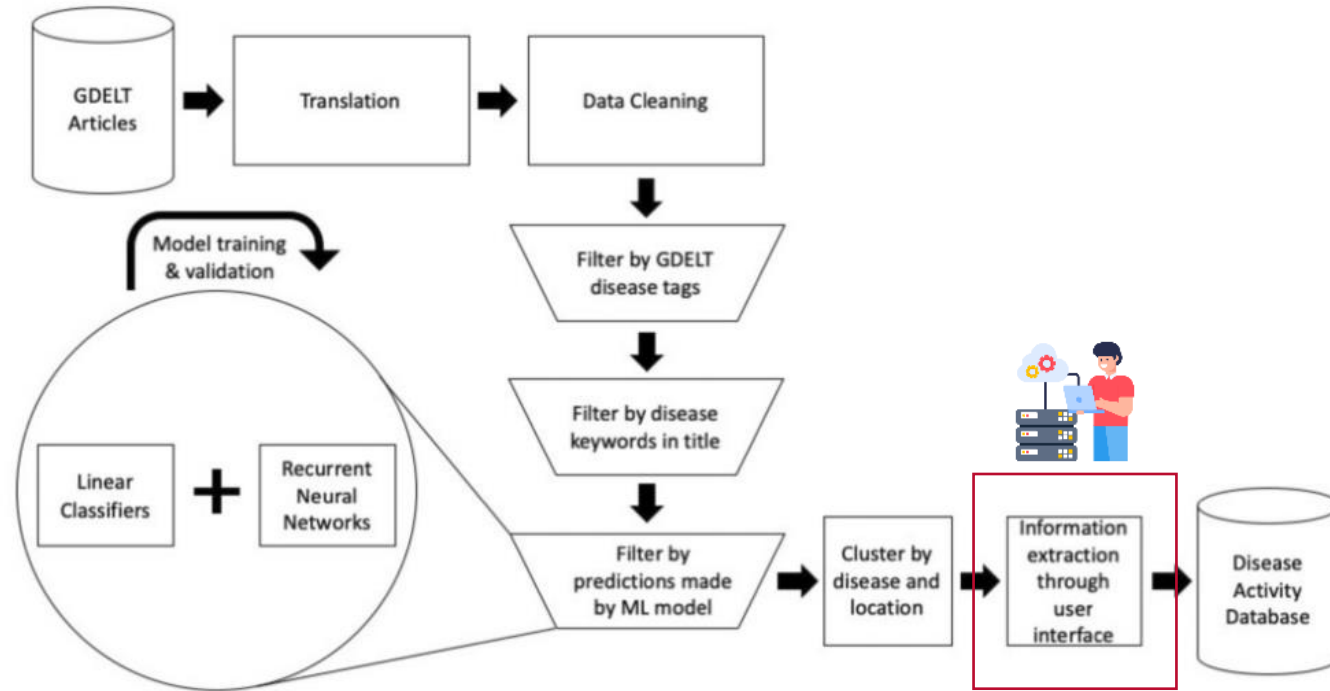 GDELT
Articles
Translation
Data Cleaning
Model training
& validation
Filter by GDELT
disease tags
Filter by disease
keywords in title
Linear
Classifiers
Recurrent
Neural
Networks
Filter by
predictions made
by ML model
Cluster by
disease and
location
Information
extraction
through
user
interface
Disease
Activity
Database